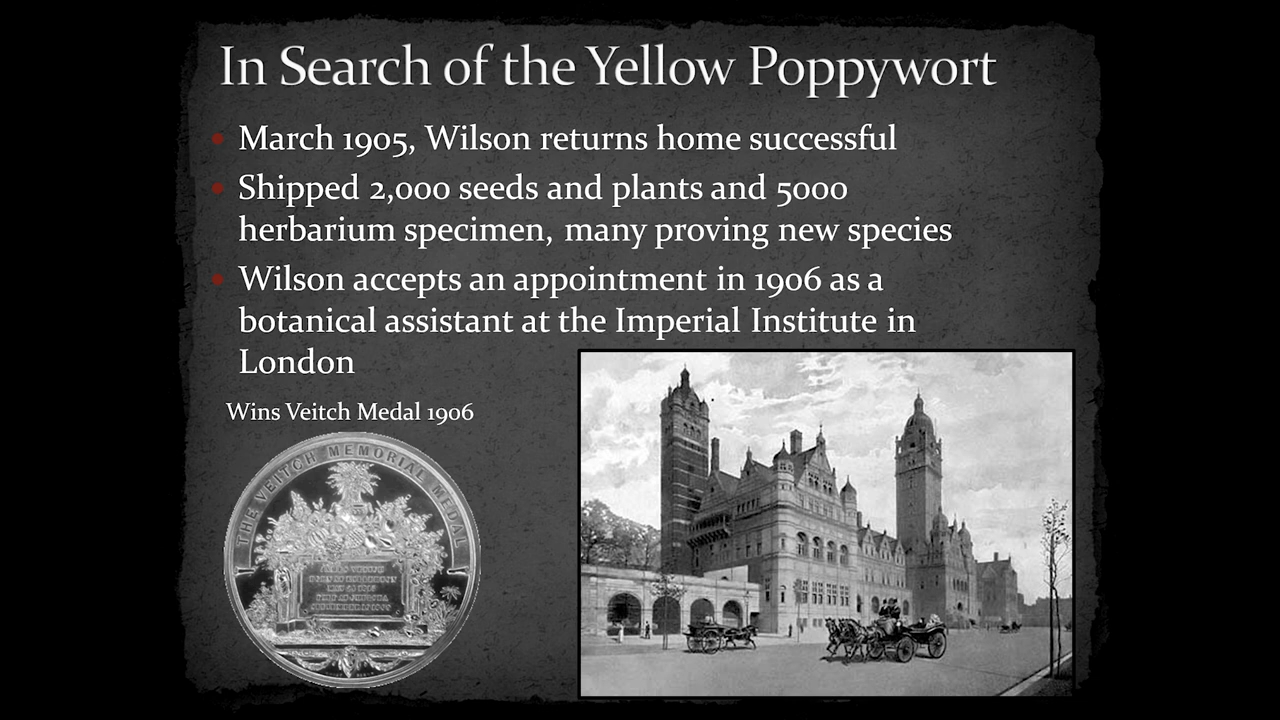 In Search of the Yellow Poppywort
March 1905, Wilson returns home successful
Shipped 2,000 seeds and plants and 5000
herbarium specimen, many proving new species
Wilson accepts an appointment in 1906 as a
botanical assistant at the Imperial Institute in
London
Wins Veitch Medal 1906
THE VEITCH MEMORIAL MEDAL